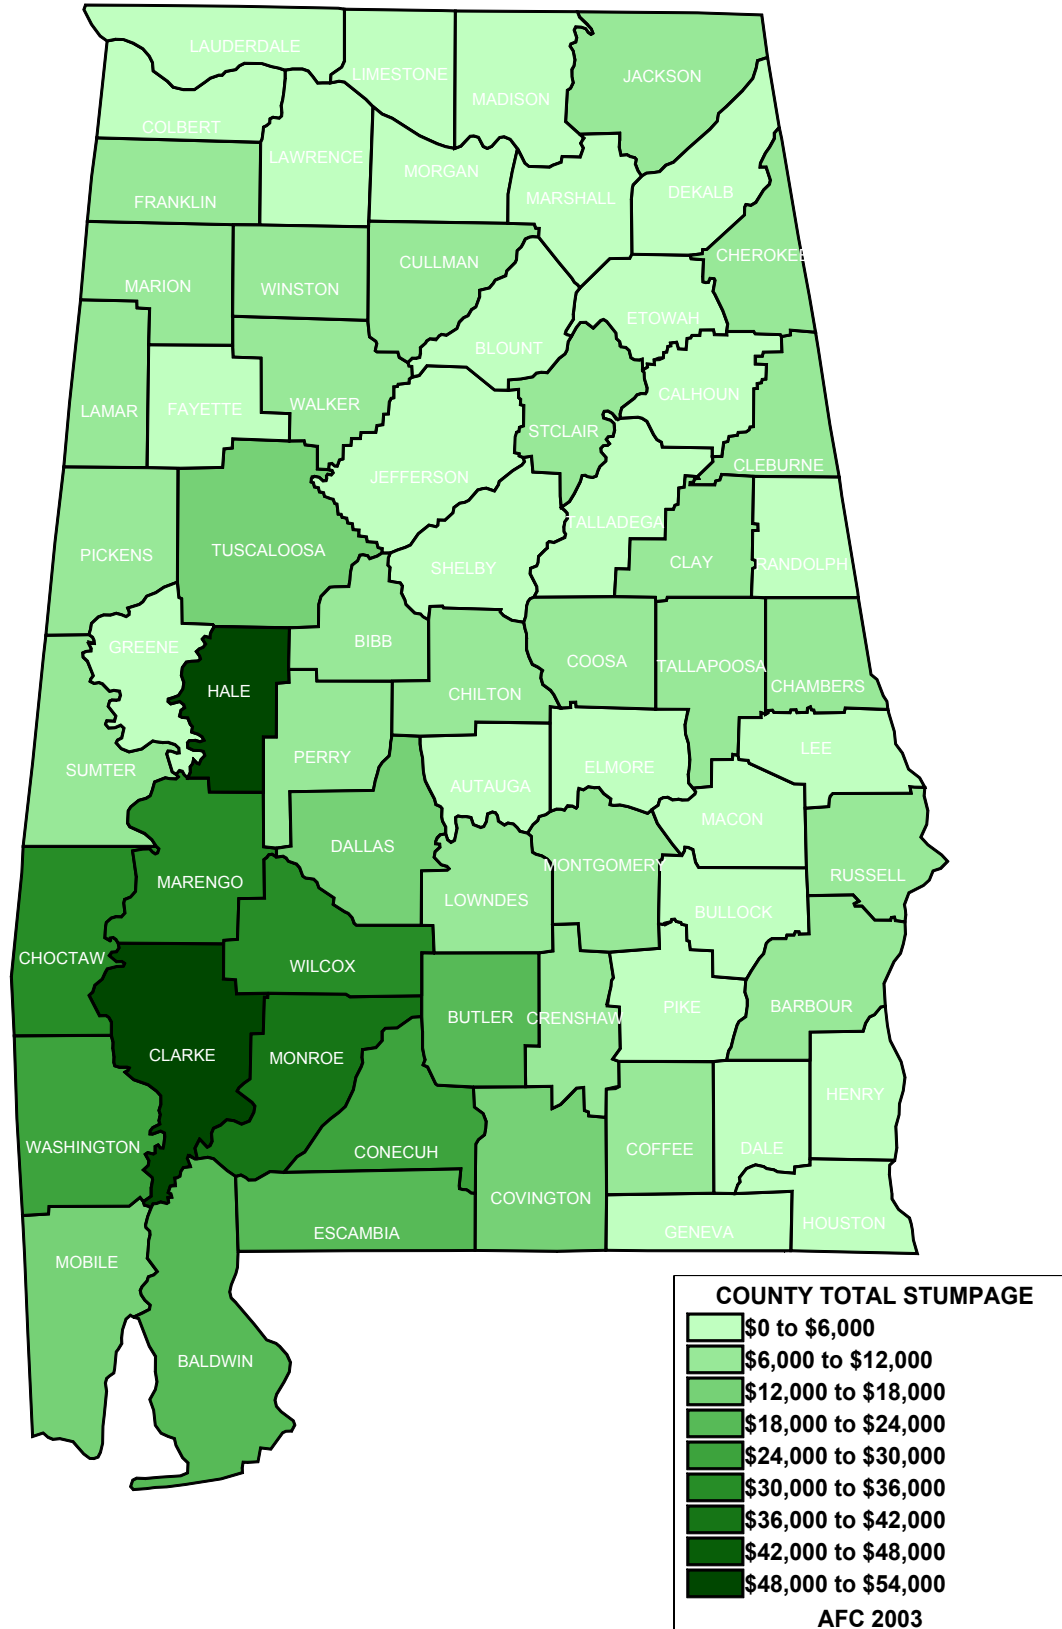 LAUDERDALE
LIMESTONE
MADISON
JACKSON
COLBERT
LAWRENCE
MORGAN
MARSHALL
DEKALB
FRANKLIN
CHEROKEE
CULLMAN
MARION
WINSTON
ETOWAH
BLOUNT
CALHOUN
WALKER
LAMAR
FAYETTE
STCLAIR
CLEBURNE
JEFFERSON
TALLADEGA
TUSCALOOSA
PICKENS
SHELBY
CLAY
RANDOLPH
GREENE
BIBB
COOSA
TALLAPOOSA
CHAMBERS
HALE
CHILTON
LEE
PERRY
SUMTER
ELMORE
AUTAUGA
MACON
DALLAS
MONTGOMERY
RUSSELL
MARENGO
LOWNDES
BULLOCK
CHOCTAW
WILCOX
BUTLER
CRENSHAW
PIKE
BARBOUR
CLARKE
MONROE
HENRY
WASHINGTON
CONECUH
COFFEE
DALE
COVINGTON
ESCAMBIA
GENEVA
HOUSTON
MOBILE
BALDWIN
COUNTY TOTAL STUMPAGE
$0 to $6,000
$6,000 to $12,000
$12,000 to $18,000
$18,000 to $24,000
$24,000 to $30,000
$30,000 to $36,000
$36,000 to $42,000
$42,000 to $48,000
$48,000 to $54,000
AFC 2003